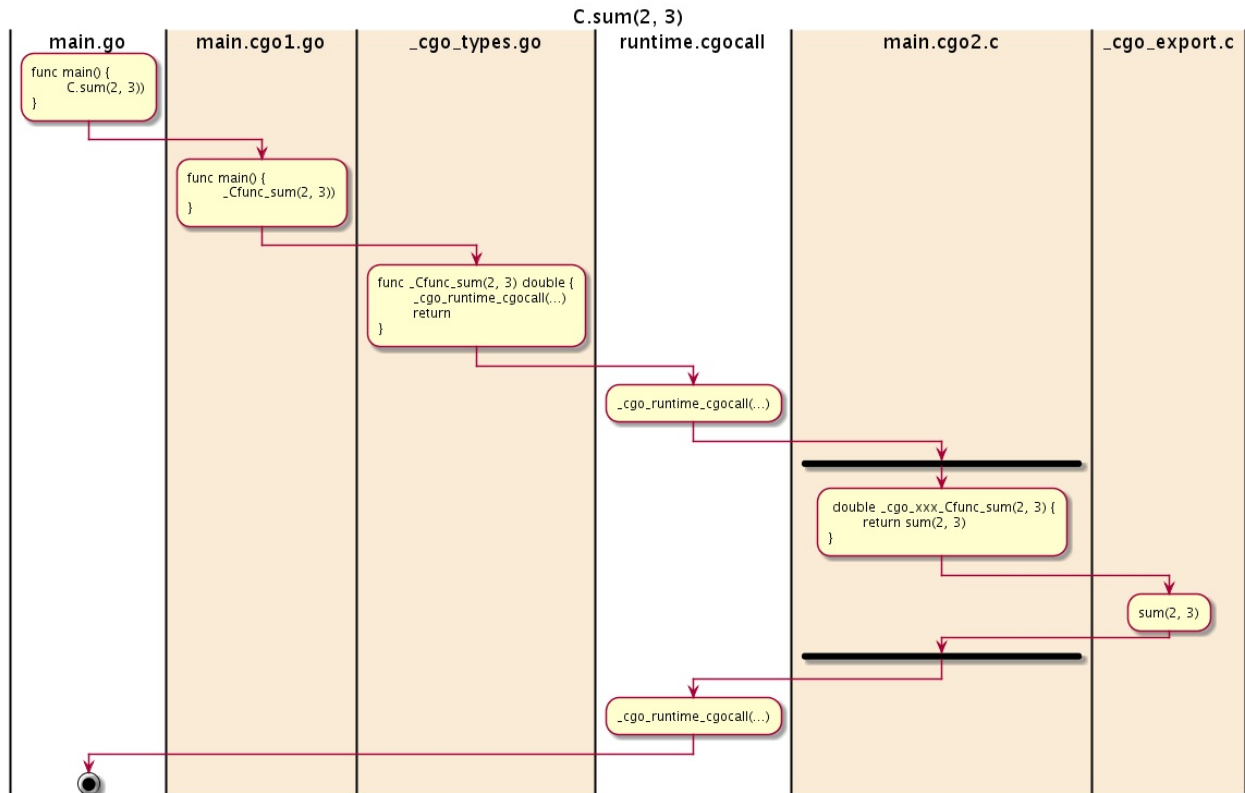 C.sum(2, 3)
main.go
main.cgo1.go
_cgo_types.go
runtime.cgocall
main.cgo2.c
_cgo_export.c
func main() {
C.sum(2, 3))
}
func main() {
_Cfunc_sum(2, 3))
}
func _Cfunc_sum(2, 3) double {
_cgo_runtime_cgocall(...)
return
}
_cgo_runtime_cgocall(...)
double _cgo_xxx_Cfunc_sum(2, 3) {
return sum(2, 3)
}
sum(2, 3)
_cgo_runtime_cgocall(...)